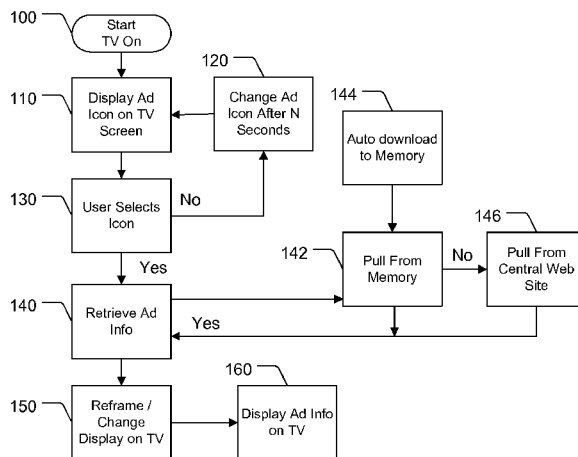 100
Start
TV On
110
Display Ad
Icon on TV
Screen
120
Change Ad
Icon After N
Seconds
130
User Selects
Icon
No
Yes
144
Auto download
to Memory
142
Pull From
Memory
No
146
Pull From
Central Web
Site
140
Retrieve Ad
Info
Yes
150
Reframe /
Change
Display on TV
160
Display Ad Info
on TV